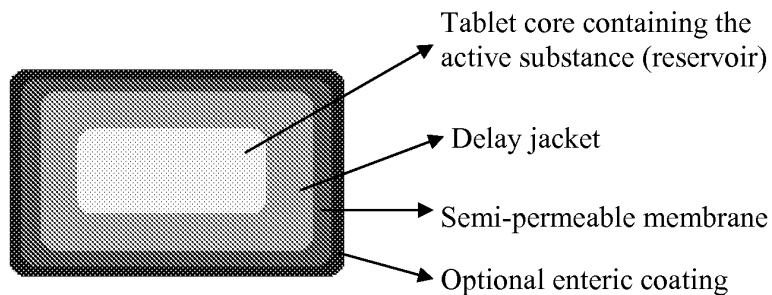 Tablet core containing the
active substance (reservoir)
Delay jacket
Semi-permeable membrane
Optional enteric coating